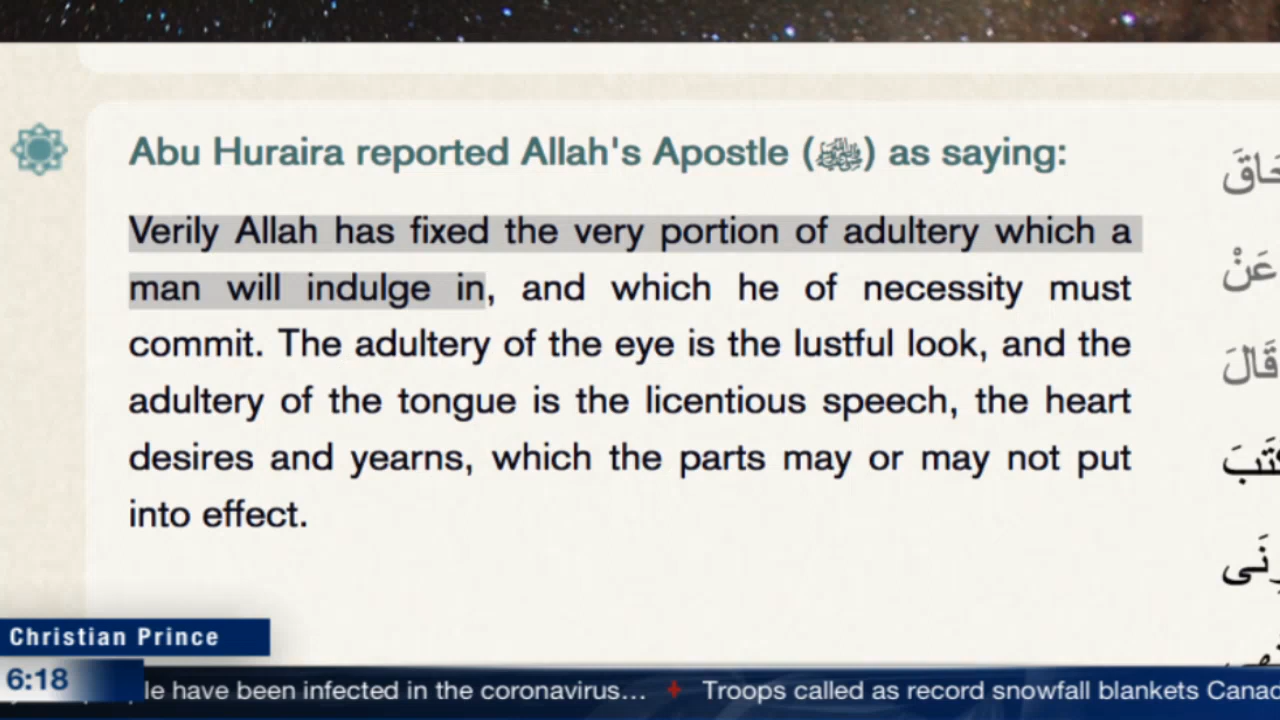 Abu Huraira reported Allah's Apostle (ﷺ) as saying:
Verily Allah has fixed the very portion of adultery which a
man will indulge in, and which he of necessity must
commit. The adultery of the eye is the lustful look, and the
adultery of the tongue is the licentious speech, the heart
desires and yearns, which the parts may or may not put
into effect.
عَنْ
قَالَ
Christian Prince
6:18
le have been infected in the coronavirus... Troops called as record snowfall blankets Canad